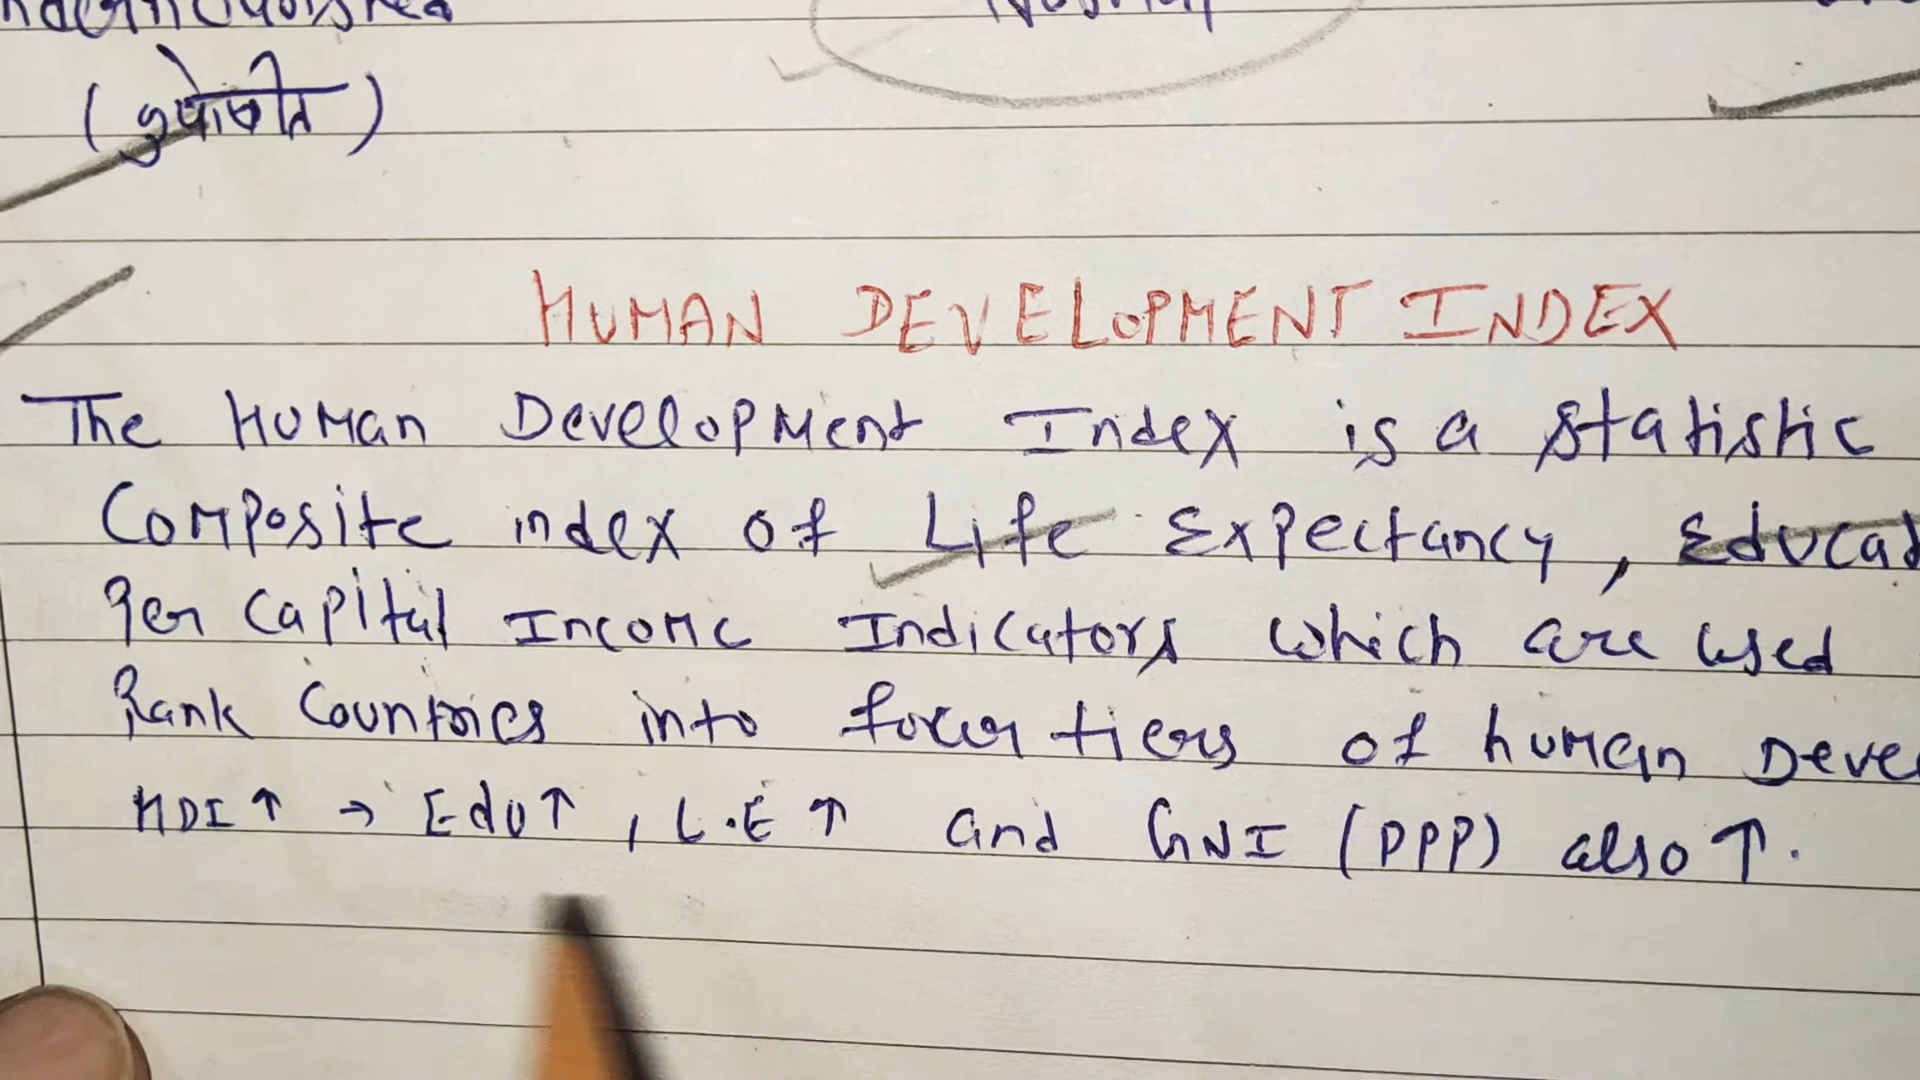 (कुपोषित)
HUMAN DEVELOPMENT INDEX
The Human Development Index is a statistic
Composite index of Life Expectancy, Educat
Per Capital Income Indicators which are used
Rank Countries into four tiers of human Deve
HDI↑ → Edu↑, L.E↑ and GNI (PPP) also ↑.